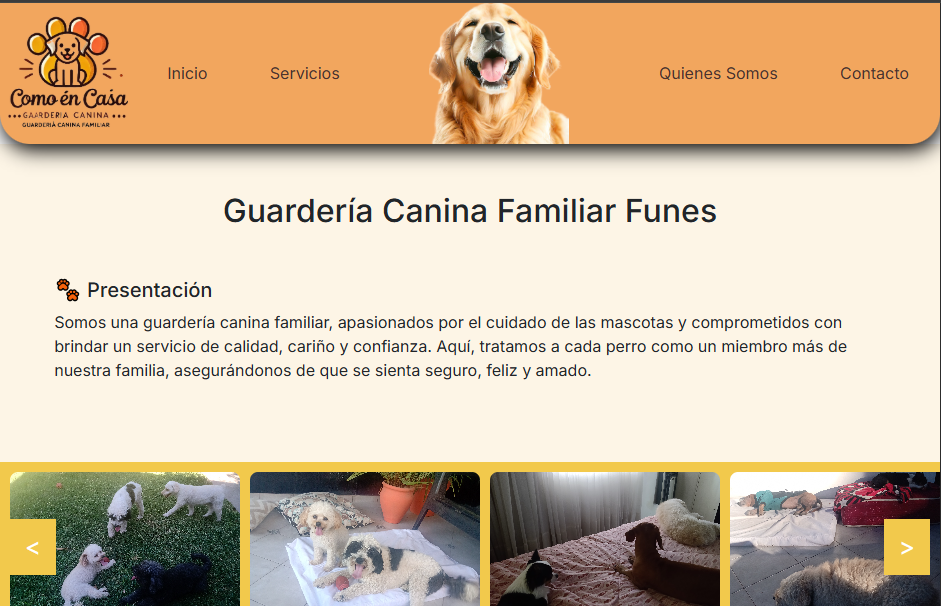 Como én Casa
GUARDERIA CANINA
GUARDERIÁ CANINA FAMILIAR
Inicio
Servicios
Quienes Somos
Contacto
Guardería Canina Familiar Funes
Presentación
Somos una guardería canina familiar, apasionados por el cuidado de las mascotas y comprometidos con
brindar un servicio de calidad, cariño y confianza. Aquí, tratamos a cada perro como un miembro más de
nuestra familia, asegurándonos de que se sienta seguro, feliz y amado.
<
>